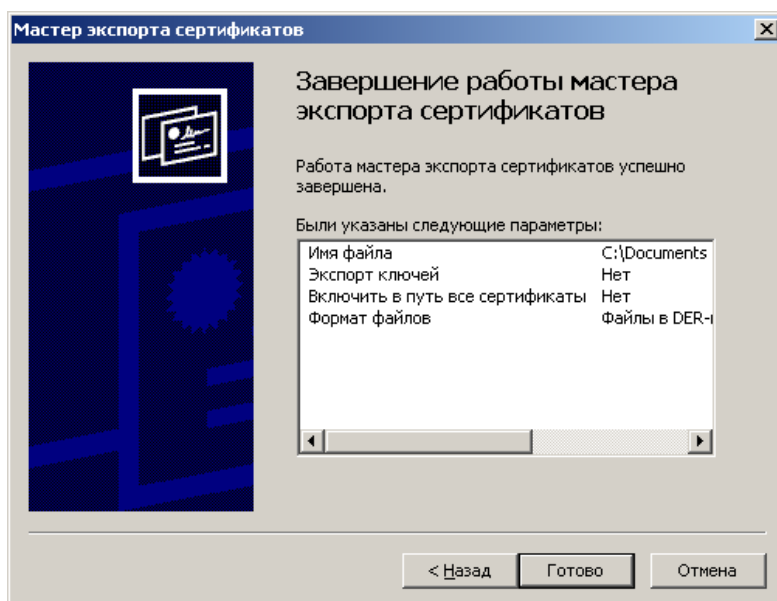 Мастер экспорта сертификатов
Завершение работы мастера
экспорта сертификатов
Работа мастера экспорта сертификатов успешно
завершена.
Были указаны следующие параметры:
Имя файла C:\Documents
Экспорт ключей Нет
Включить в путь все сертификаты Нет
Формат файлов Файлы в DER-
< Назад Готово Отмена